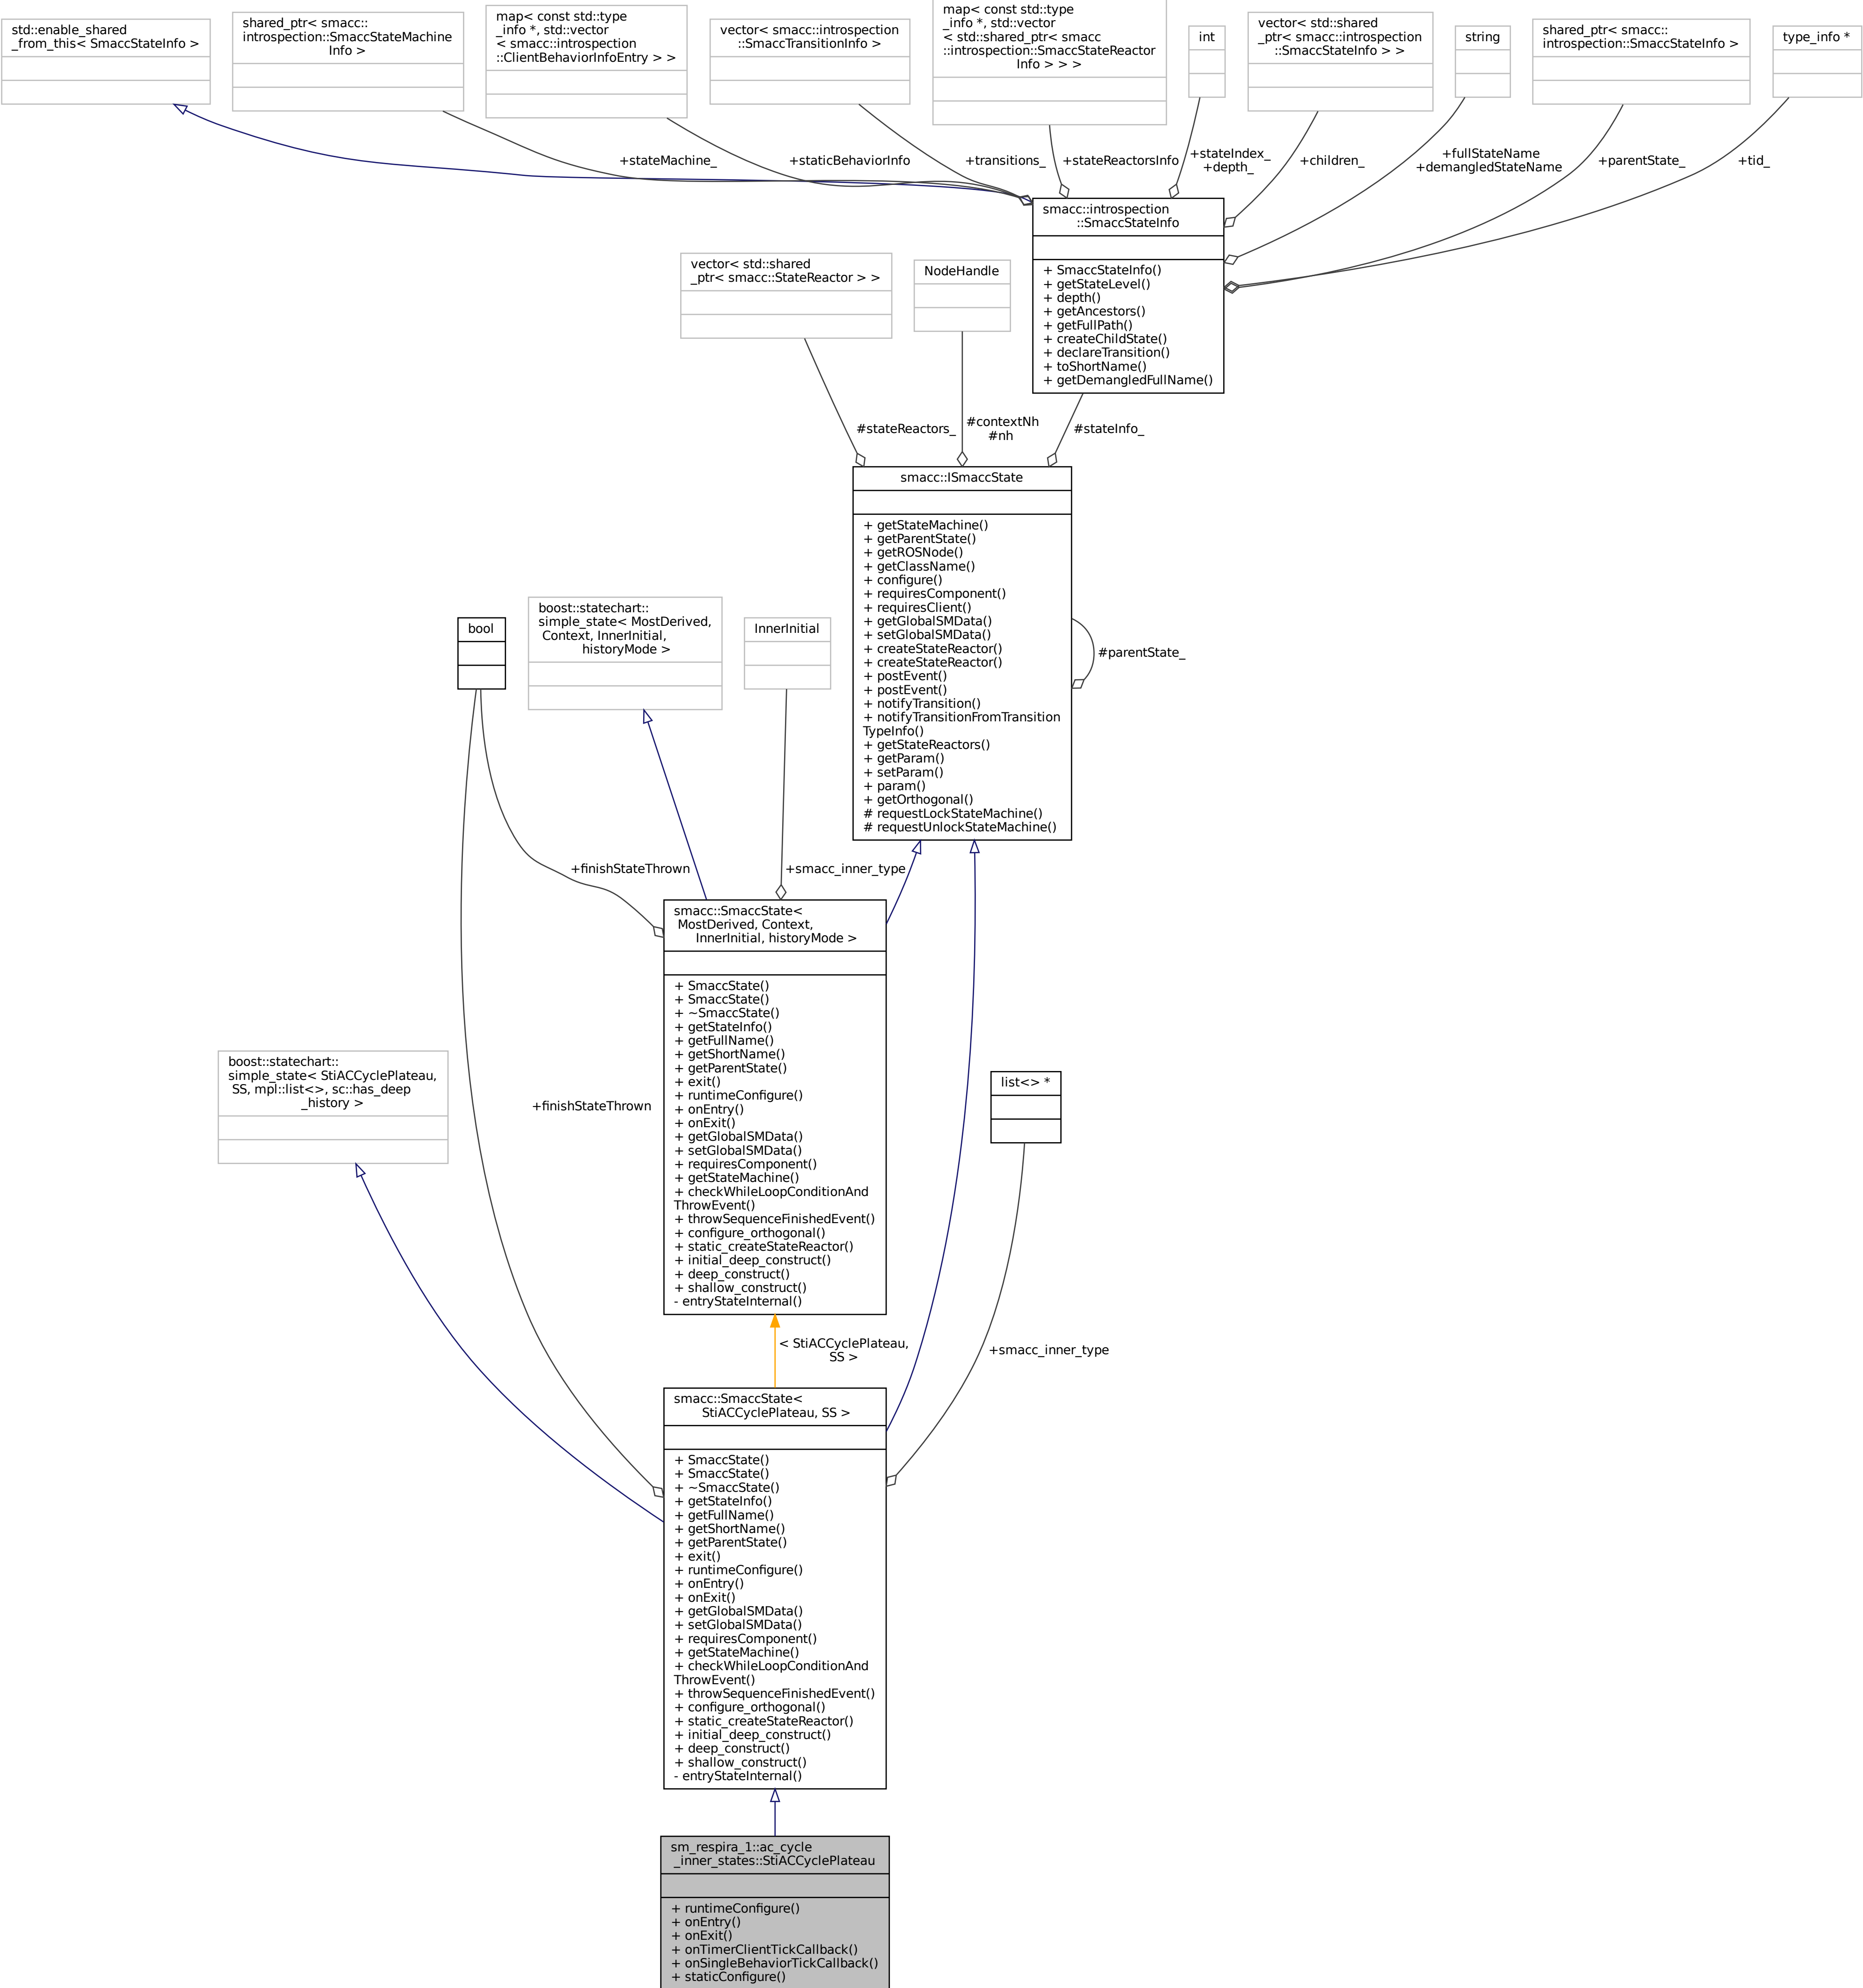 std::enable_shared
_from_this< SmaccStateInfo >
shared_ptr< smacc::
introspection::SmaccStateMachine
Info >
map< const std::type
_info *, std::vector
< smacc::introspection
::ClientBehaviorInfoEntry > >
vector< smacc::introspection
::SmaccTransitionInfo >
map< const std::type
_info *, std::vector
< std::shared_ptr< smacc
::introspection::SmaccStateReactor
Info > > >
int
vector< std::shared
_ptr< smacc::introspection
::SmaccStateInfo > >
string
shared_ptr< smacc::
introspection::SmaccStateInfo >
type_info *
+stateMachine_
+staticBehaviorInfo
+transitions_
+stateReactorsInfo
+stateIndex_
+depth_
+children_
+fullStateName
+demangledStateName
+parentState_
+tid_
smacc::introspection
::SmaccStateInfo
+ SmaccStateInfo()
+ getStateLevel()
+ depth()
+ getAncestors()
+ getFullPath()
+ createChildState()
+ declareTransition()
+ toShortName()
+ getDemangledFullName()
vector< std::shared
_ptr< smacc::StateReactor > >
NodeHandle
#stateReactors_
#contextNh
#nh
#stateInfo_
smacc::ISmaccState
+ getStateMachine()
+ getParentState()
+ getROSNode()
+ getClassName()
+ configure()
+ requiresComponent()
+ requiresClient()
+ getGlobalSMData()
+ setGlobalSMData()
+ createStateReactor()
+ createStateReactor()
+ postEvent()
+ postEvent()
+ notifyTransition()
+ notifyTransitionFromTransition
TypeInfo()
+ getStateReactors()
+ getParam()
+ setParam()
+ param()
+ getOrthogonal()
# requestLockStateMachine()
# requestUnlockStateMachine()
#parentState_
bool
boost::statechart::
simple_state< MostDerived,
Context, InnerInitial,
historyMode >
InnerInitial
+finishStateThrown
+smacc_inner_type
smacc::SmaccState<
MostDerived, Context,
InnerInitial, historyMode >
+ SmaccState()
+ SmaccState()
+ ~SmaccState()
+ getStateInfo()
+ getFullName()
+ getShortName()
+ getParentState()
+ exit()
+ runtimeConfigure()
+ onEntry()
+ onExit()
+ getGlobalSMData()
+ setGlobalSMData()
+ requiresComponent()
+ getStateMachine()
+ checkWhileLoopConditionAnd
ThrowEvent()
+ throwSequenceFinishedEvent()
+ configure_orthogonal()
+ static_createStateReactor()
+ initial_deep_construct()
+ deep_construct()
+ shallow_construct()
- entryStateInternal()
boost::statechart::
simple_state< StiACCyclePlateau,
SS, mpl::list<>, sc::has_deep
_history >
+finishStateThrown
list<> *
< StiACCyclePlateau,
SS >
+smacc_inner_type
smacc::SmaccState<
StiACCyclePlateau, SS >
+ SmaccState()
+ SmaccState()
+ ~SmaccState()
+ getStateInfo()
+ getFullName()
+ getShortName()
+ getParentState()
+ exit()
+ runtimeConfigure()
+ onEntry()
+ onExit()
+ getGlobalSMData()
+ setGlobalSMData()
+ requiresComponent()
+ getStateMachine()
+ checkWhileLoopConditionAnd
ThrowEvent()
+ throwSequenceFinishedEvent()
+ configure_orthogonal()
+ static_createStateReactor()
+ initial_deep_construct()
+ deep_construct()
+ shallow_construct()
- entryStateInternal()
sm_respira_1::ac_cycle
_inner_states::StiACCyclePlateau
+ runtimeConfigure()
+ onEntry()
+ onExit()
+ onTimerClientTickCallback()
+ onSingleBehaviorTickCallback()
+ staticConfigure()